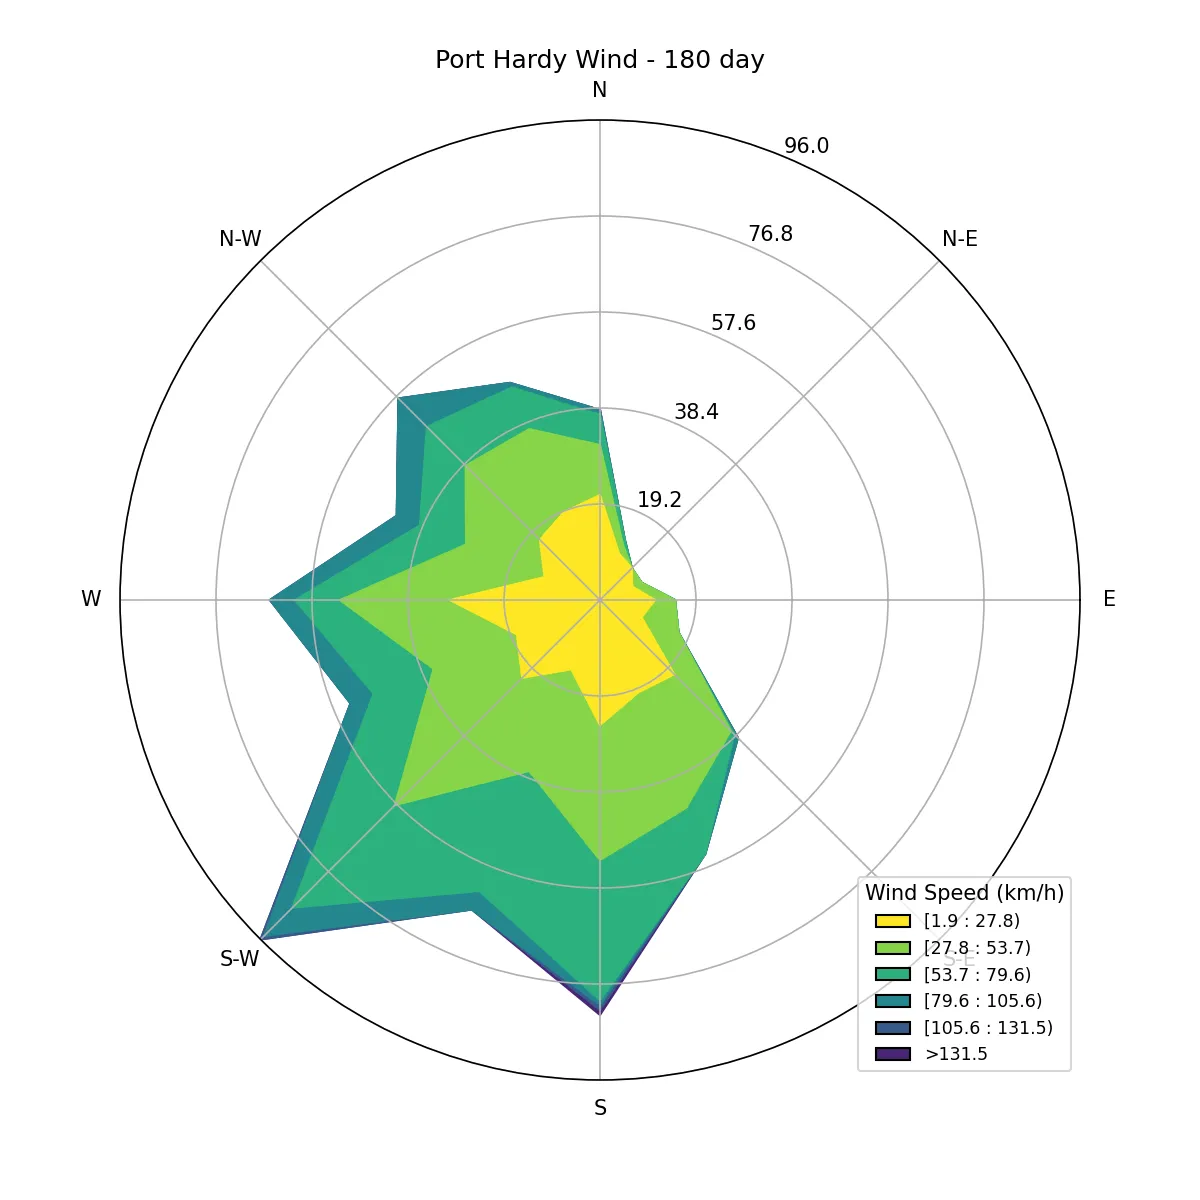 Port Hardy Wind - 180 day
N
96.0
N-W
N-E
76.8
57.6
38.4
19.2
W
E
Wind Speed (km/h)
[1.9 : 27.8)
[27.8 : 53.7)
S-W
S-E
[53.7 : 79.6)
[79.6 : 105.6)
[105.6 : 131.5)
>131.5
S